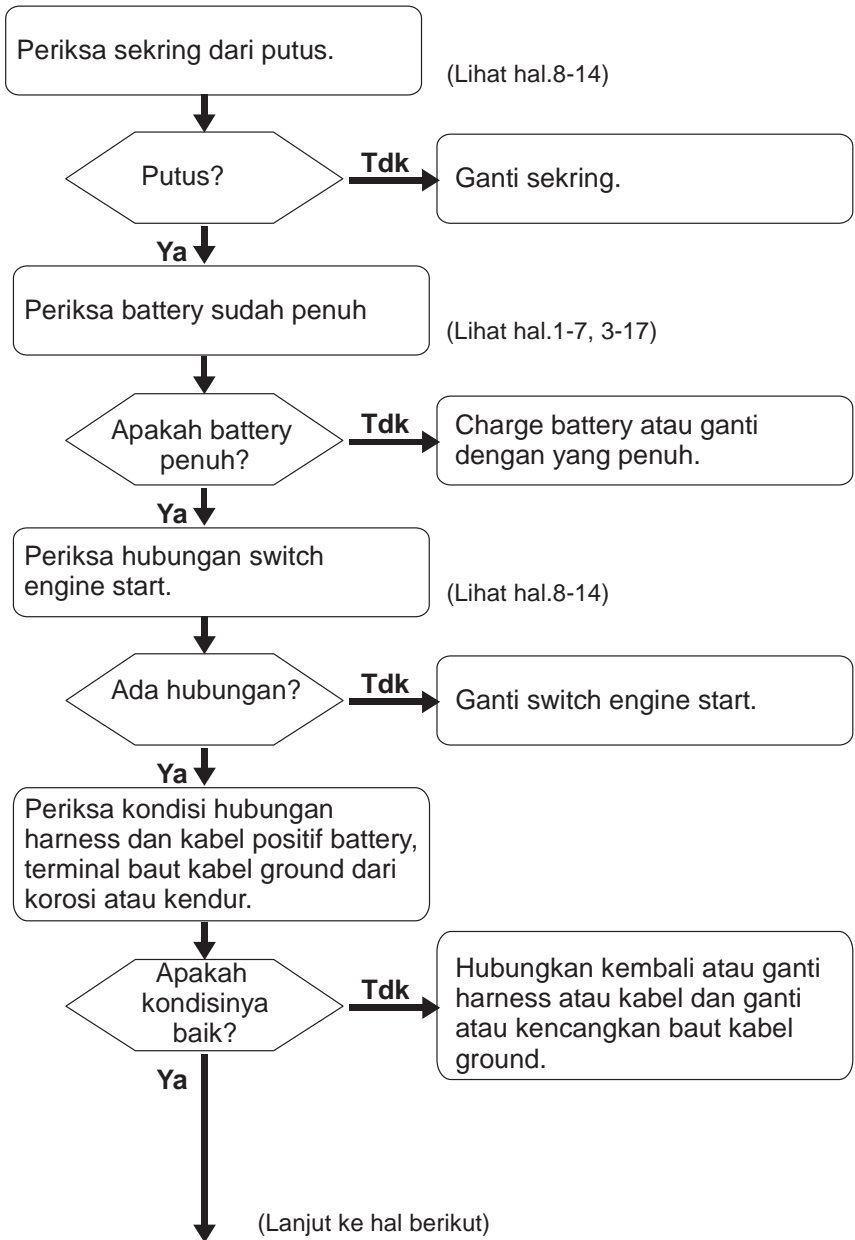 Periksa sekring dari putus.
(Lihat hal.8-14)
Putus?
Tdk
Ganti sekring.
Ya
Periksa battery sudah penuh
(Lihat hal.1-7, 3-17)
Apakah battery
penuh?
Tdk
Charge battery atau ganti
dengan yang penuh.
Ya
Periksa hubungan switch
engine start.
(Lihat hal.8-14)
Ada hubungan?
Tdk
Ganti switch engine start.
Ya
Periksa kondisi hubungan
harness dan kabel positif battery,
terminal baut kabel ground dari
korosi atau kendur.
Apakah
kondisinya
baik?
Tdk
Hubungkan kembali atau ganti
harness atau kabel dan ganti
atau kencangkan baut kabel
ground.
Ya
(Lanjut ke hal berikut)